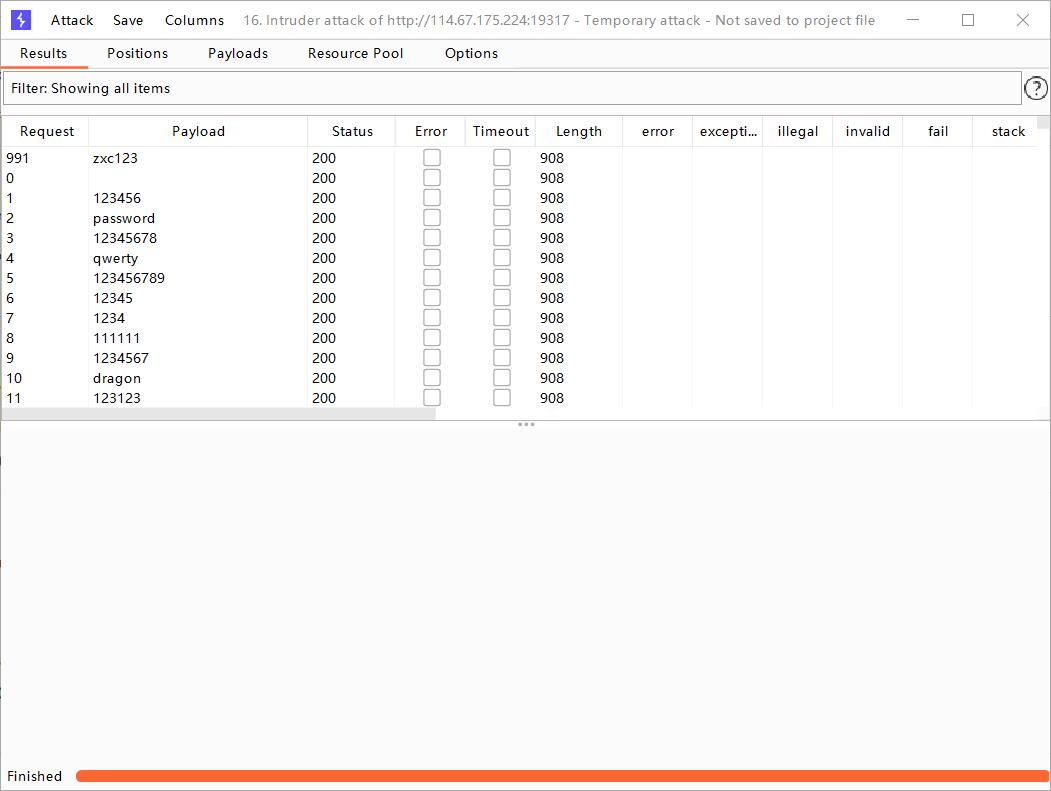 Attack Save Columns 16. Intruder attack of http://114.67.175.224:19317 - Temporary attack - Not saved to project file
Results Positions Payloads Resource Pool Options
Filter: Showing all items
?
Request Payload Status Error Timeout Length error excepti... illegal invalid fail stack
991 zxc123 200 908
0 200 908
1 123456 200 908
2 password 200 908
3 12345678 200 908
4 qwerty 200 908
5 123456789 200 908
6 12345 200 908
7 1234 200 908
8 111111 200 908
9 1234567 200 908
10 dragon 200 908
11 123123 200 908
Finished